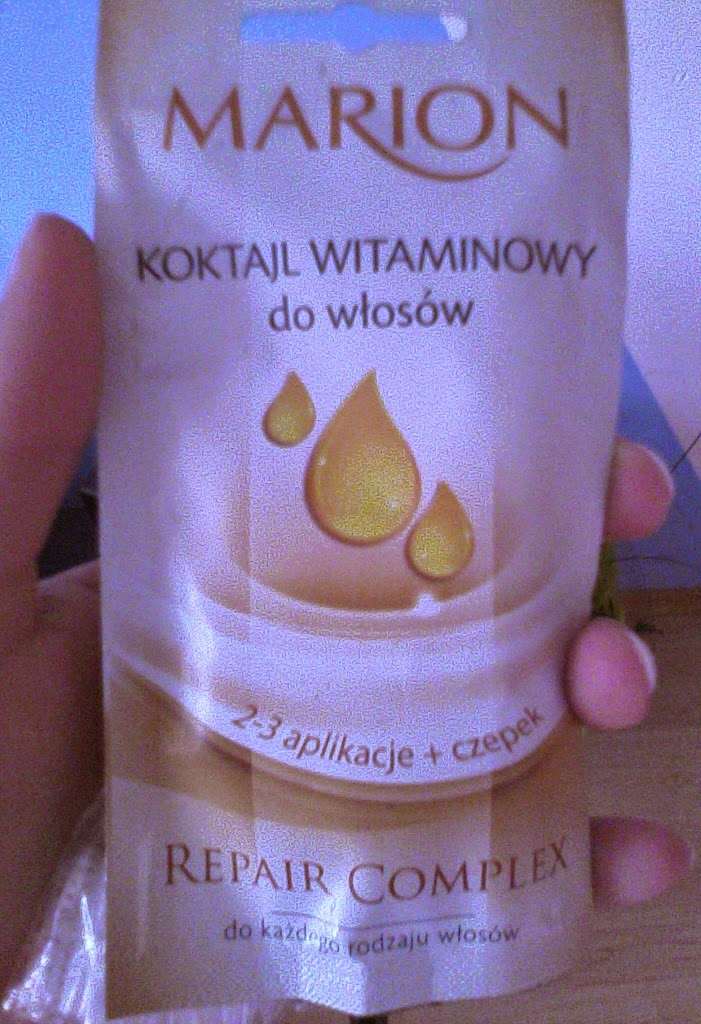 MARION
KOKTAJL WITAMINOWY
do włosów
2-3 aplikacje + czepek
REPAIR COMPLEX
do każdego rodzaju włosów